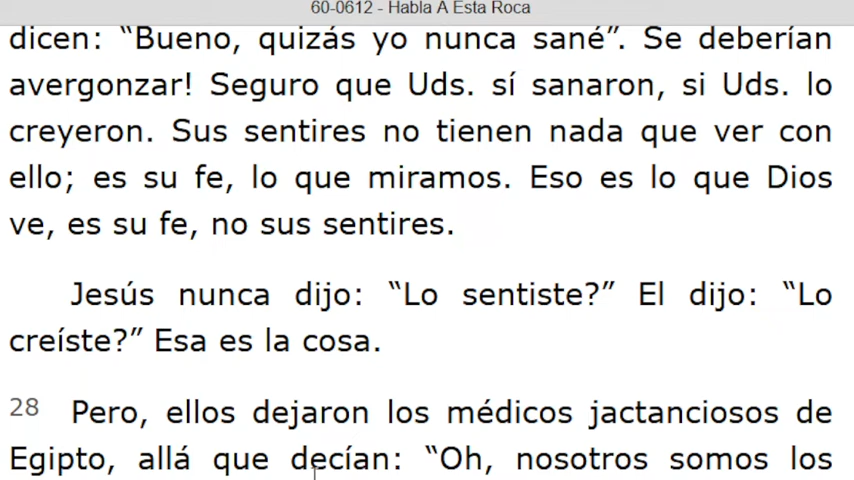 60-0612 - Habla A Esta Roca
dicen: “Bueno, quizás yo nunca sané”. Se deberían
avergonzar! Seguro que Uds. sí sanaron, si Uds. lo
creyeron. Sus sentires no tienen nada que ver con
ello; es su fe, lo que miramos. Eso es lo que Dios
ve, es su fe, no sus sentires.
Jesús nunca dijo: “Lo sentiste?” El dijo: “Lo
creíste?” Esa es la cosa.
28 Pero, ellos dejaron los médicos jactanciosos de
Egipto, allá que decían: “Oh, nosotros somos los